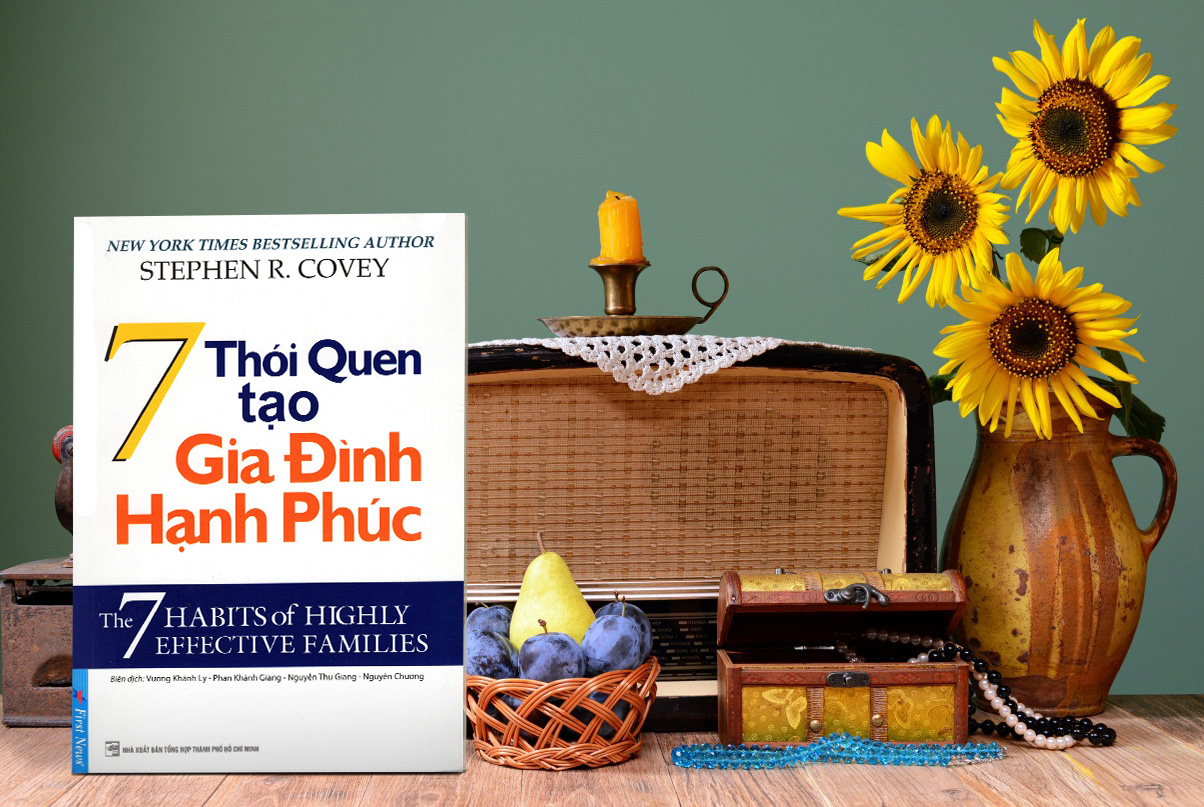 NEW YORK TIMES BESTSELLING AUTHOR
STEPHEN R. COVEY
7 Thói Quen
tạo
Gia Đình
Hạnh Phúc
The 7 HABITS of HIGHLY
EFFECTIVE FAMILIES
Biên dịch: Vương Khánh Ly - Phan Khánh Giang - Nguyễn Thu Giang - Nguyên Chương
First News
NHÀ XUẤT BẢN TỔNG HỢP THÀNH PHỐ HỒ CHÍ MINH